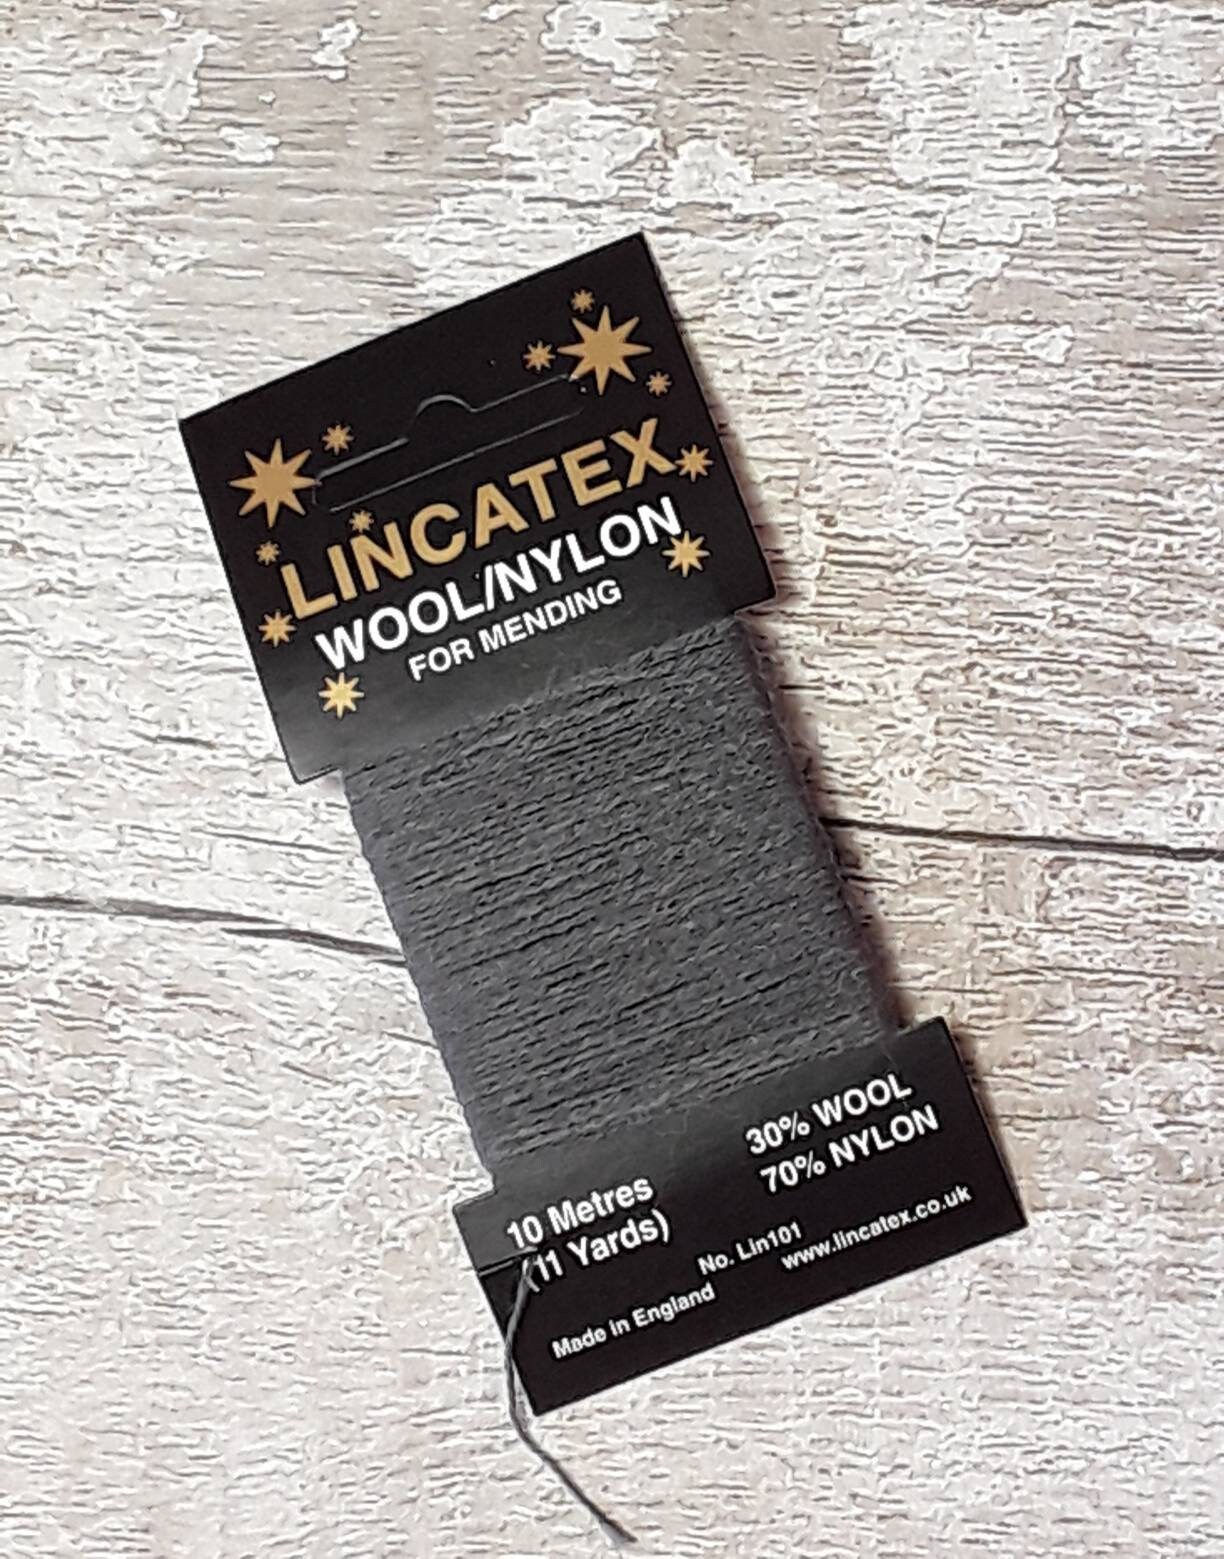 LINCATEX
WOOL/NYLON
FOR MENDING
30% WOOL
70% NYLON
10 Metres
(11 Yards)
No. Lin101
www.lincatex.co.uk
Made in England